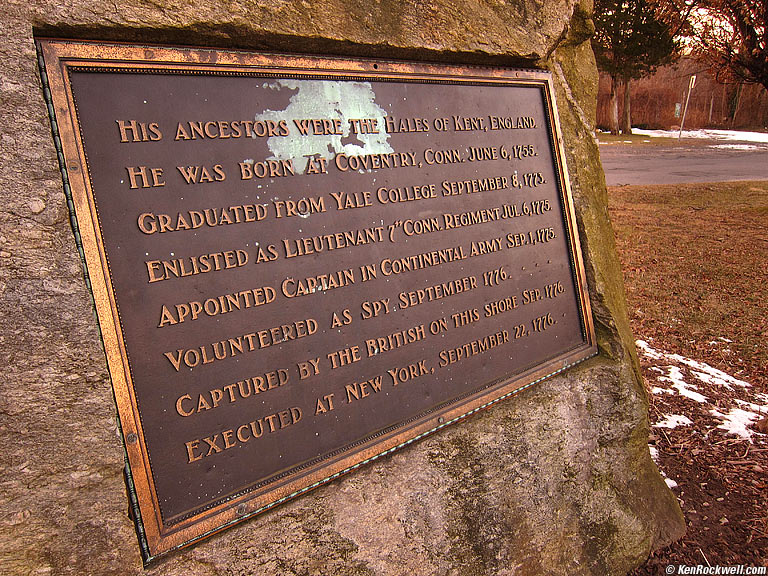 His ancestors were the Hales of Kent, England.
He was born at Coventry, Conn. June 6, 1755.
Graduated from Yale College September 8, 1773.
Enlisted as Lieutenant 7th Conn. Regiment Jul. 6, 1775.
Appointed Captain in Continental Army Sep. 1, 1775.
Volunteered as Spy September 1776.
Captured by the British on this shore Sep. 1776.
Executed at New York, September 22, 1776.
© KenRockwell.com